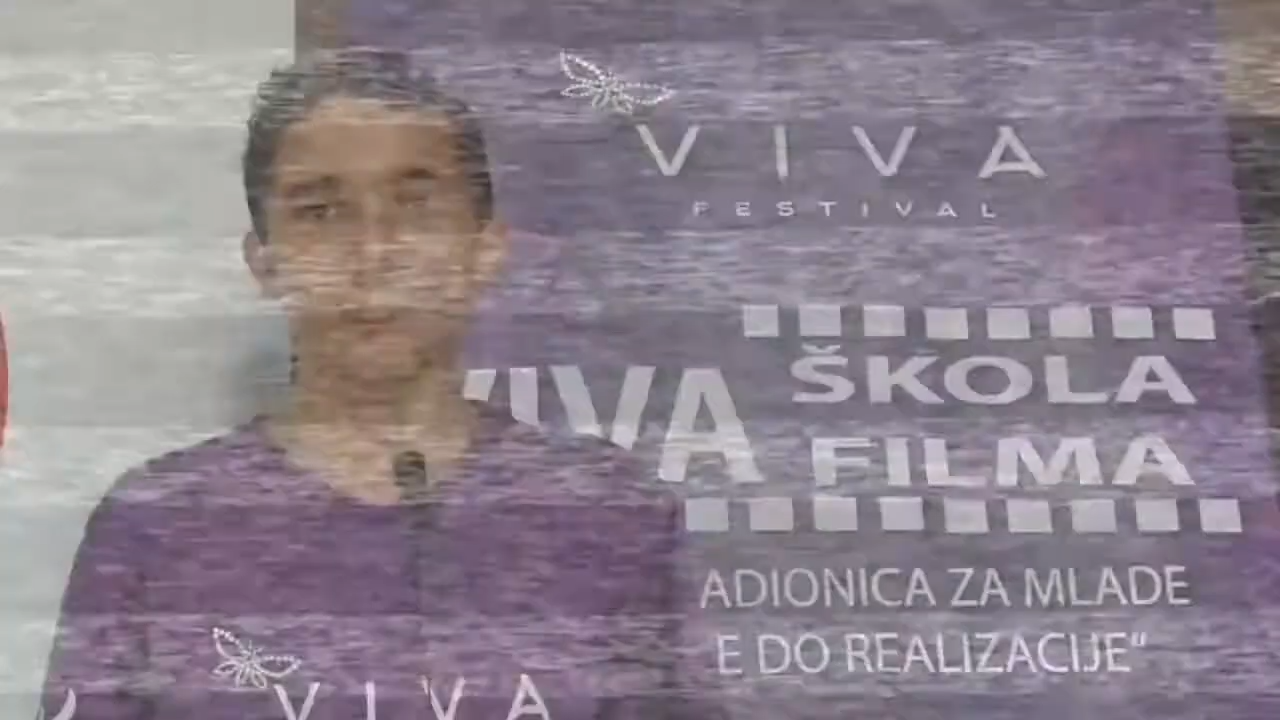 VIVA
FESTIVAL
VIVA
ŠKOLA
FILMA
ADIONICA ZA MLADE
E DO REALIZACIJE“
VIVA